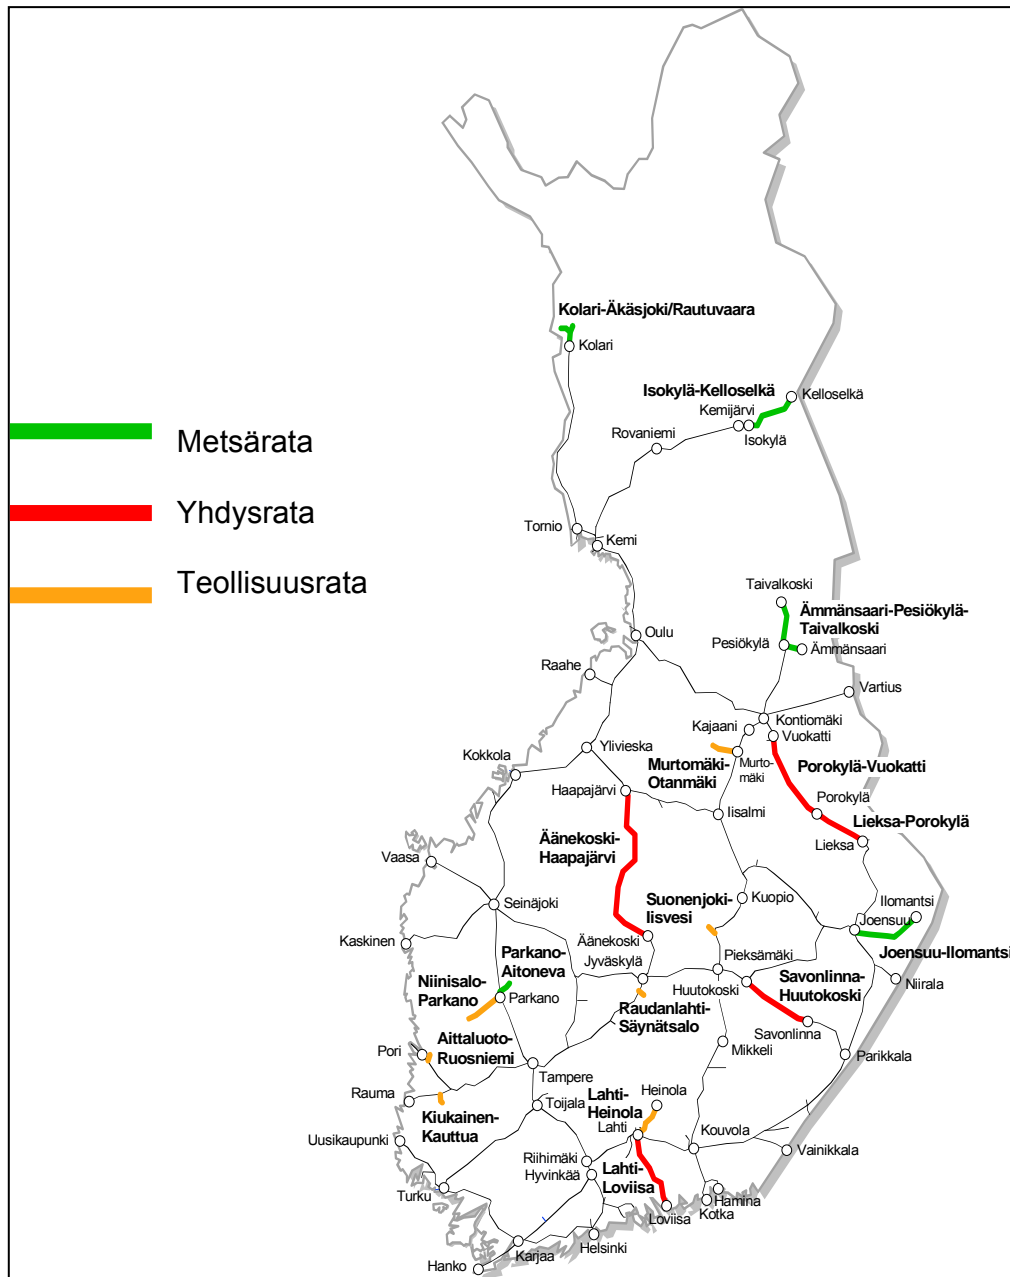 Kolari-Äkäsjoki/Rautuvaara
Kolari
Isokylä-Kelloselkä
Kelloselkä
Kemijärvi
Isokylä
Rovaniemi
Metsärata
Yhdysrata
Teollisuusrata
Tornio
Kemi
Taivalkoski
Ämmänsaari-Pesiökylä-
Taivalkoski
Oulu
Pesiökylä
Ämmänsaari
Raahe
Vartius
Kontiomäki
Kajaani
Vuokatti
Ylivieska
Murtomäki-
Otanmäki
Murto-
mäki
Porokylä-Vuokatti
Kokkola
Haapajärvi
Iisalmi
Porokylä
Lieksa-Porokylä
Lieksa
Äänekoski-
Haapajärvi
Vaasa
Seinäjoki
Suonenjoki-
Iisvesi
Kuopio
Ilomantsi
Joensuu
Kaskinen
Äänekoski
Jyväskylä
Pieksämäki
Joensuu-Ilomantsi
Parkano-
Aitoneva
Niinisalo-
Parkano
Parkano
Huutokoski
Savonlinna-
Huutokoski
Niirala
Raudanlahti-
Säynätsalo
Savonlinna
Aittaluoto-
Ruosniemi
Pori
Mikkeli
Parikkala
Tampere
Rauma
Toijala
Lahti-
Heinola
Heinola
Kiukainen-
Kauttua
Lahti
Kouvola
Uusikaupunki
Vainikkala
Riihimäki
Hyvinkää
Lahti-
Loviisa
Turku
Hamina
Kotka
Loviisa
Helsinki
Karjaa
Hanko